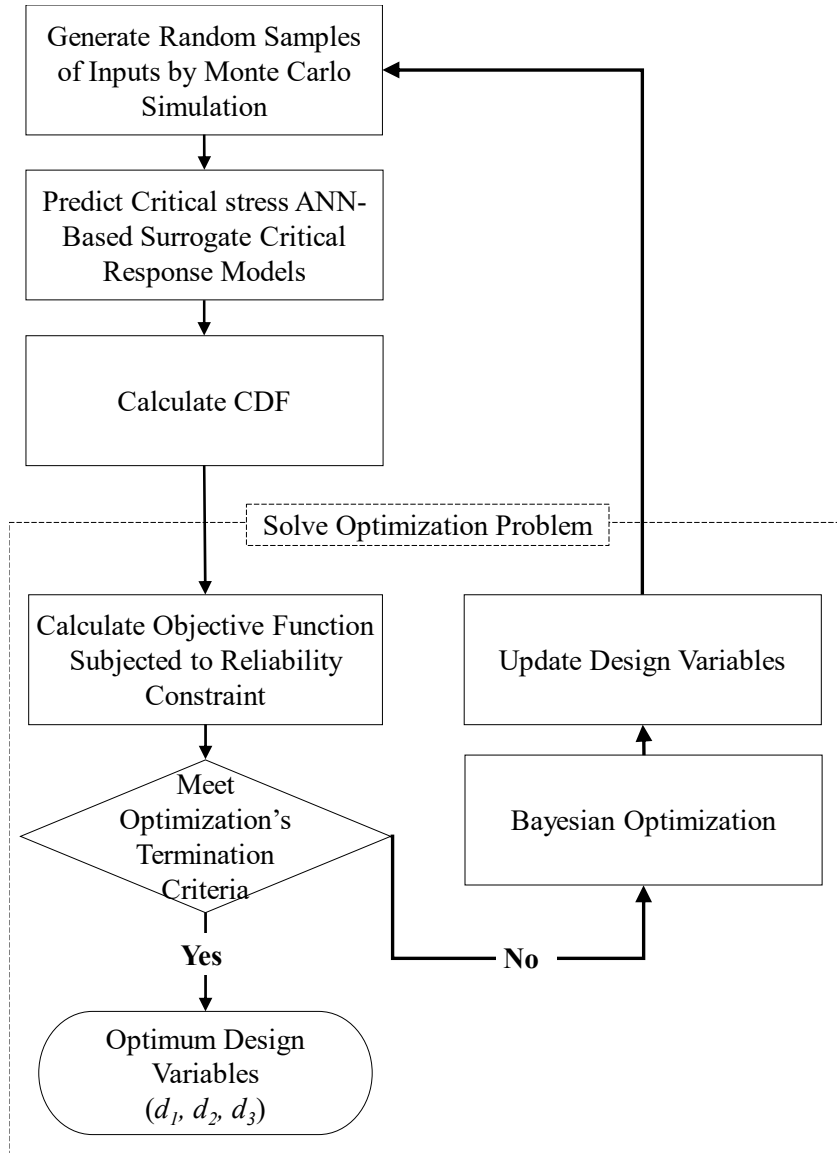 Generate Random Samples
of Inputs by Monte Carlo
Simulation
Predict Critical stress ANN-
Based Surrogate Critical
Response Models
Calculate CDF
Solve Optimization Problem
Calculate Objective Function
Subjected to Reliability
Constraint
Update Design Variables
Meet
Optimization’s
Termination
Criteria
Bayesian Optimization
Yes
No
Optimum Design
Variables
(d₁, d₂, d₃)